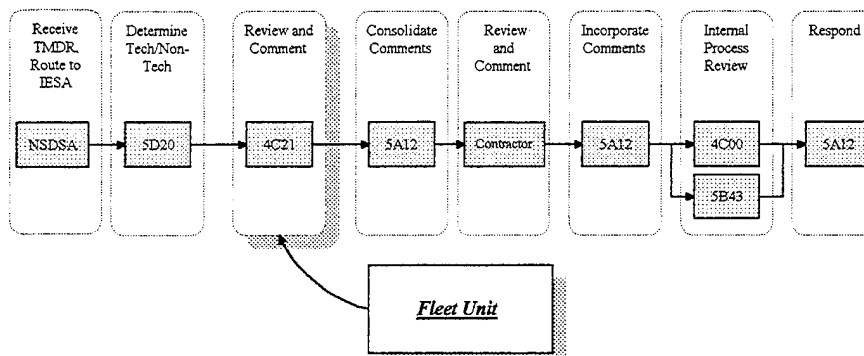 Receive
TMDR,
Route to
IESA
Determine
Tech/Non-
Tech
Review and
Comment
Consolidate
Comments
Review
and
Comment
Incorporate
Comments
Internal
Process
Review
Respond
NSDSA
5D20
4C21
5A12
Contractor
5A12
4C00
5A12
5B43
Fleet Unit